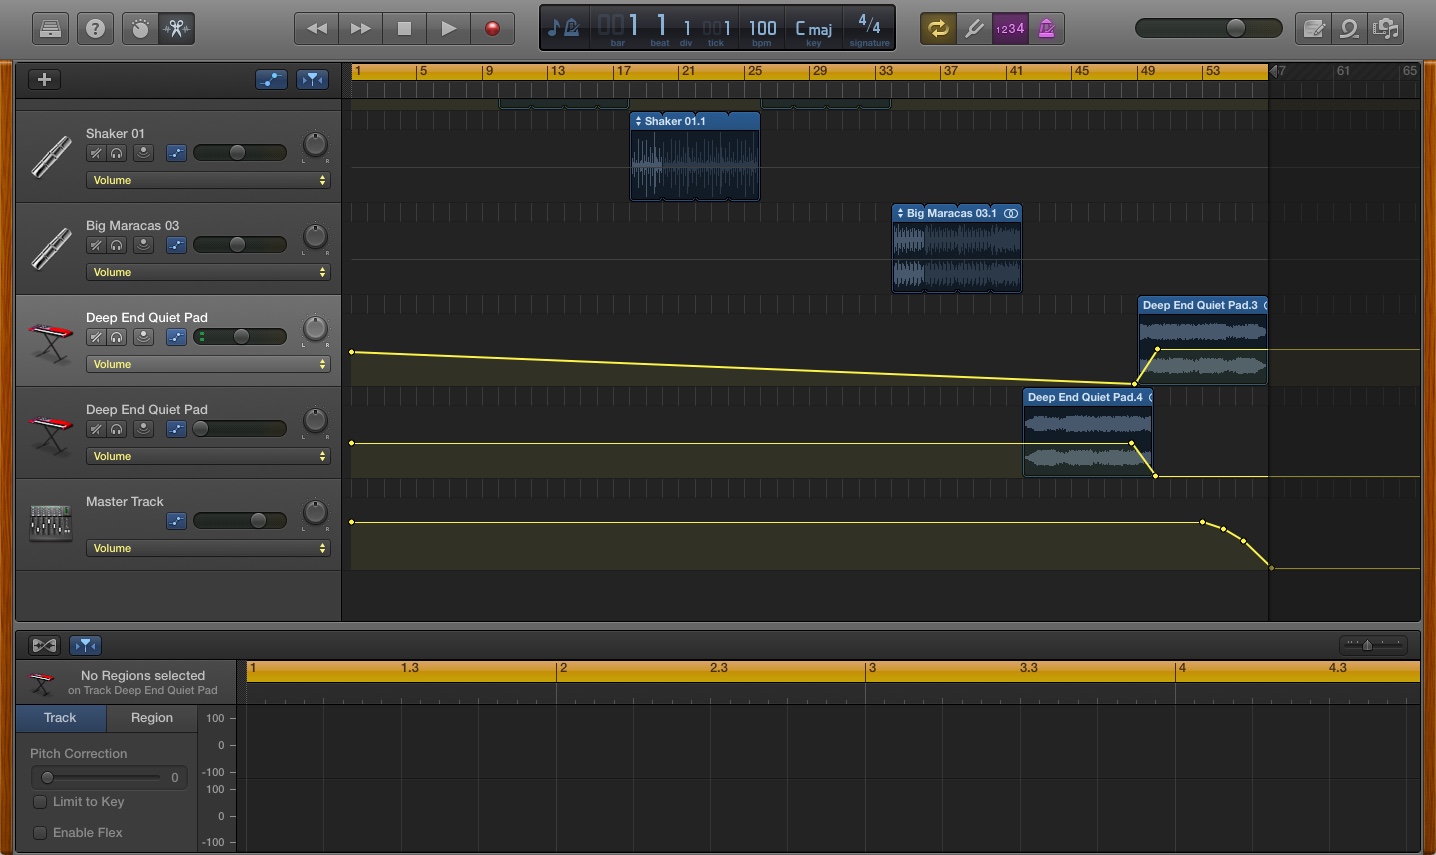 1 1 1 1 100 C maj 4/4
bar beat div tick bpm key signature
1234
1 5 9 13 17 21 25 29 33 37 41 45 49 53 61 65
Shaker 01
Volume
Shaker 01.1
Big Maracas 03
Volume
Big Maracas 03.1
Deep End Quiet Pad
Volume
Deep End Quiet Pad.3
Deep End Quiet Pad
Volume
Deep End Quiet Pad.4
Master Track
Volume
L R
L R
L R
L R
L R
1 1.3 2 2.3 3 3.3 4 4.3
No Regions selected
on Track Deep End Quiet Pad
Track Region
100
0
-100
100
0
-100
Pitch Correction
0
Limit to Key
Enable Flex